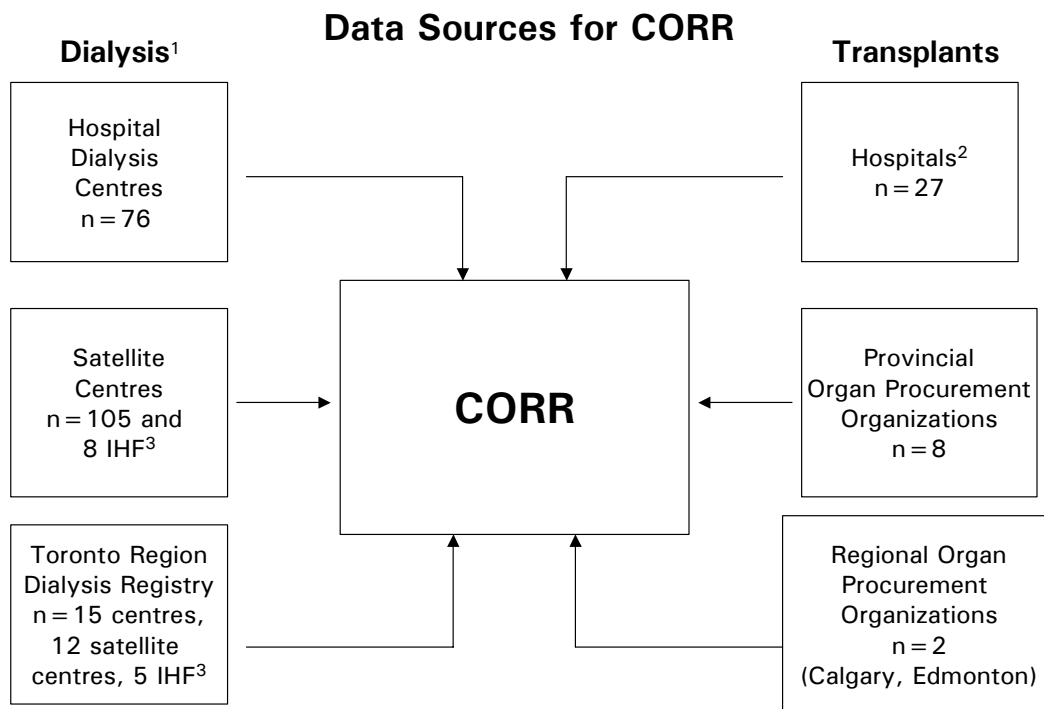 Data Sources for CORR
Dialysis¹
Transplants
Hospital
Dialysis
Centres
n=76
Hospitals²
n=27
Satellite
Centres
n=105 and
8 IHF³
CORR
Provincial
Organ Procurement
Organizations
n=8
Toronto Region
Dialysis Registry
n=15 centres,
12 satellite
centres, 5 IHF³
Regional Organ
Procurement
Organizations
n=2
(Calgary, Edmonton)